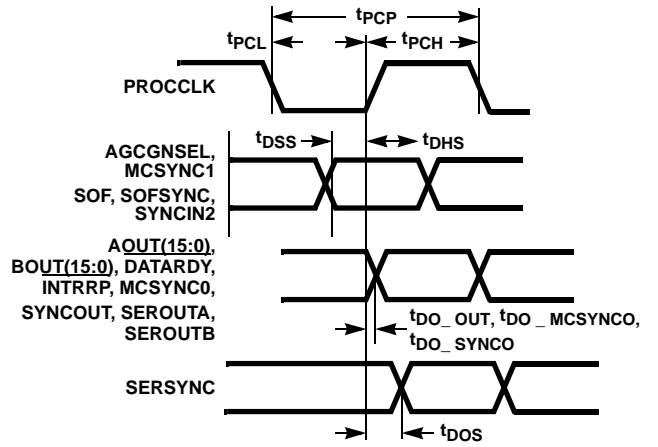 tPCP
tPCL
tPCH
PROCCLK
tDSS
tDHS
AGCGNSEL,
MCSYNC1
SOF, SOFSYNC,
SYNCIN2
AOUT(15:0),
BOUT(15:0), DATARDY,
INTRRP, MCSYNC0,
SYNCOUT, SEROUTA,
SEROUTB
tDO_ OUT, tDO _ MCSYNCO,
tDO_ SYNCO
SERSYNC
tDOS